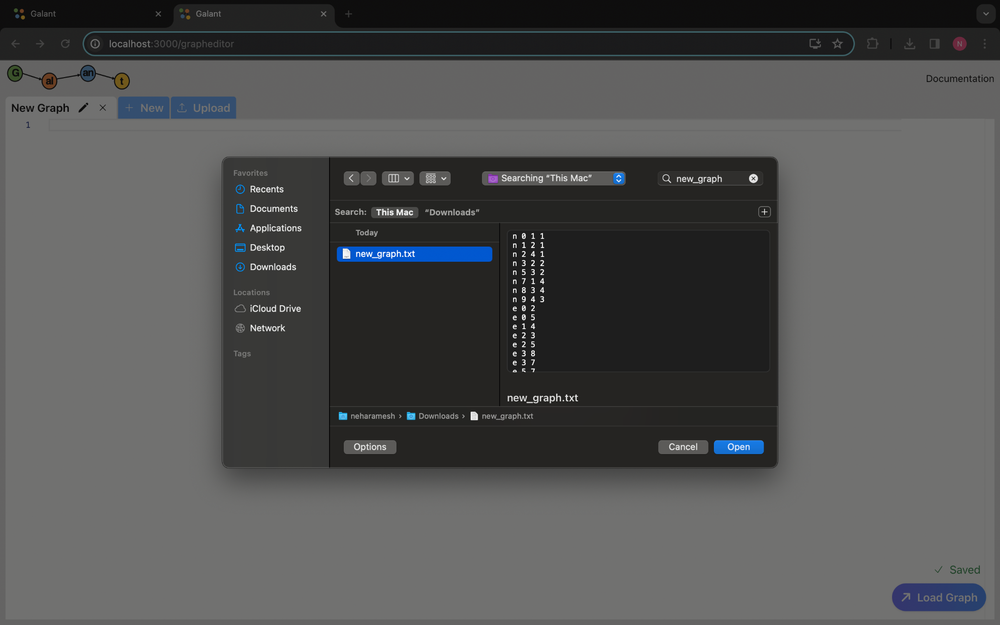 Galant
Galant
localhost:3000/grapheditor
N
G al an t
Documentation
New Graph
+ New
Upload
1
Favorites
Recents
Documents
Applications
Desktop
Downloads
Locations
iCloud Drive
Network
Tags
Searching “This Mac”
new_graph
Search: This Mac “Downloads”
Today
new_graph.txt
n 0 1 1
n 1 2 1
n 2 4 1
n 3 2 2
n 5 3 2
n 7 1 4
n 8 3 4
n 9 4 3
e 0 2
e 0 5
e 1 4
e 2 3
e 2 5
e 3 8
e 3 7
e 5 7
new_graph.txt
neharamesh › Downloads › new_graph.txt
Options
Cancel
Open
Saved
Load Graph